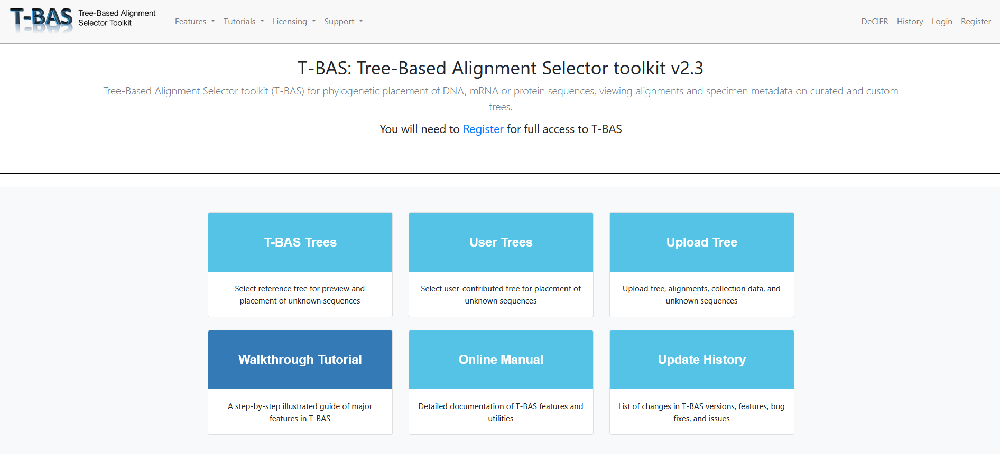 T-BAS Tree-Based Alignment
Selector Toolkit
Features Tutorials Licensing Support DeCIFR History Login Register
T-BAS: Tree-Based Alignment Selector toolkit v2.3
Tree-Based Alignment Selector toolkit (T-BAS) for phylogenetic placement of DNA, mRNA or protein sequences, viewing alignments and specimen metadata on curated and custom
trees.
You will need to Register for full access to T-BAS
T-BAS Trees
Select reference tree for preview and
placement of unknown sequences
User Trees
Select user-contributed tree for placement of
unknown sequences
Upload Tree
Upload tree, alignments, collection data, and
unknown sequences
Walkthrough Tutorial
A step-by-step illustrated guide of major
features in T-BAS
Online Manual
Detailed documentation of T-BAS features and
utilities
Update History
List of changes in T-BAS versions, features, bug
fixes, and issues